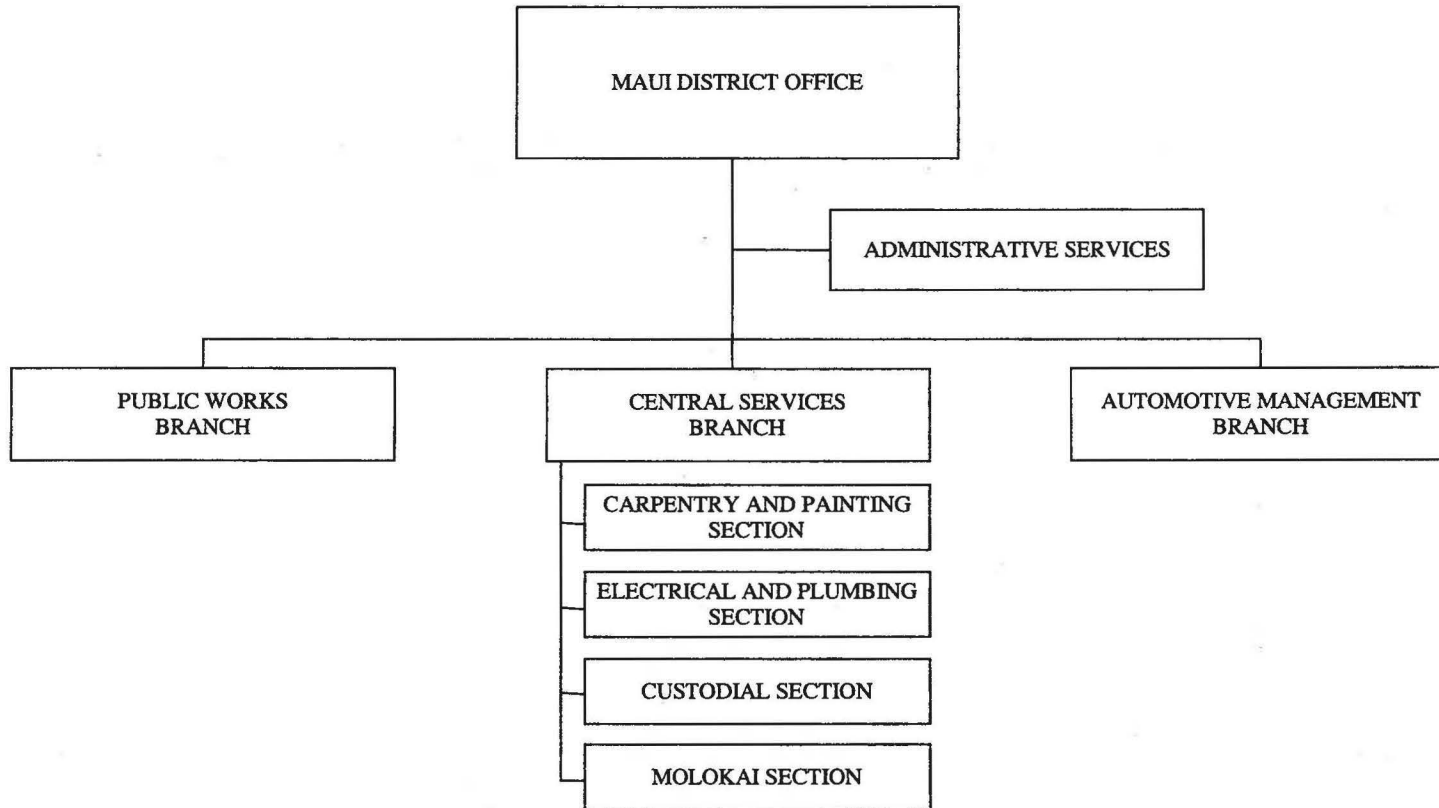 MAUI DISTRICT OFFICE
ADMINISTRATIVE SERVICES
PUBLIC WORKS
BRANCH
CENTRAL SERVICES
BRANCH
AUTOMOTIVE MANAGEMENT
BRANCH
CARPENTRY AND PAINTING
SECTION
ELECTRICAL AND PLUMBING
SECTION
CUSTODIAL SECTION
MOLOKAI SECTION